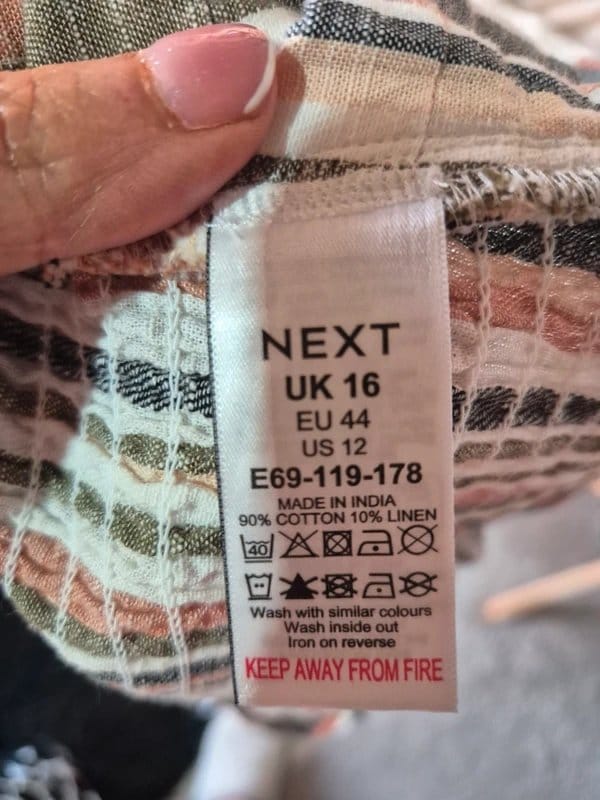 NEXT
UK 16
EU 44
US 12
E69-119-178
MADE IN INDIA
90% COTTON 10% LINEN
40
Wash with similar colours
Wash inside out
Iron on reverse
KEEP AWAY FROM FIRE